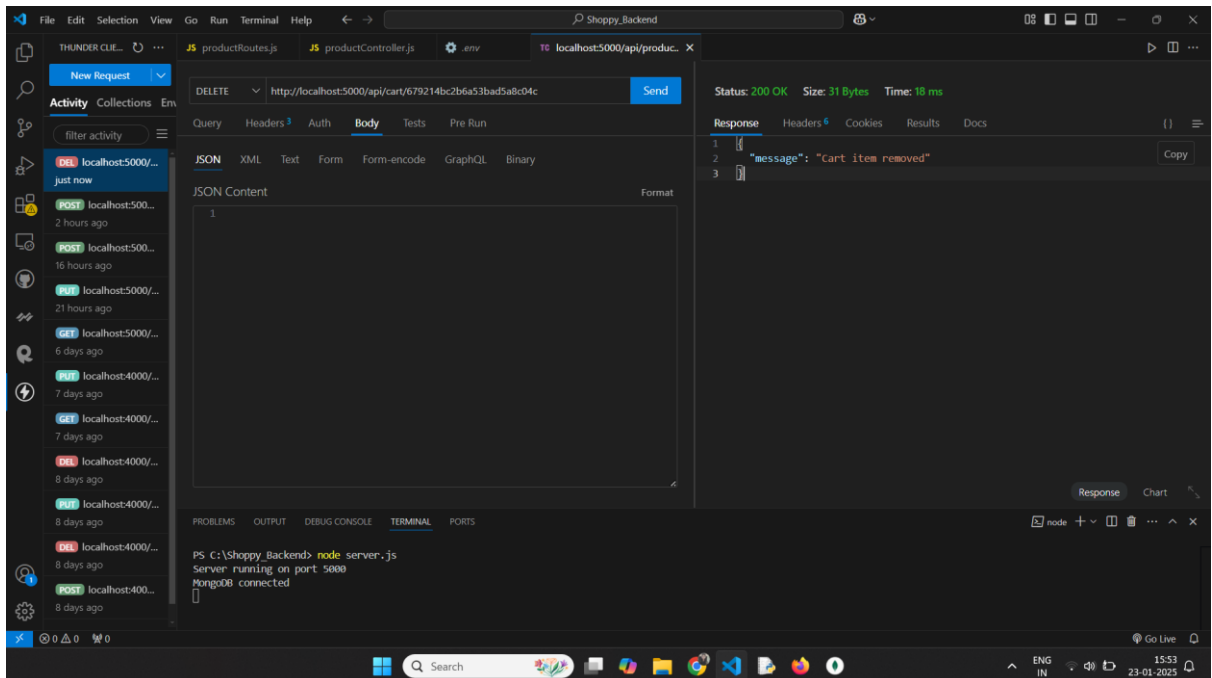 File Edit Selection View Go Run Terminal Help
Shoppy_Backend
THUNDER CLIE...
New Request
Activity Collections Env
filter activity
DEL localhost:5000/...
just now
POST localhost:500...
2 hours ago
POST localhost:500...
16 hours ago
PUT localhost:5000/...
21 hours ago
GET localhost:5000/...
6 days ago
PUT localhost:4000/...
7 days ago
GET localhost:4000/...
7 days ago
DEL localhost:4000/...
8 days ago
PUT localhost:4000/...
8 days ago
DEL localhost:4000/...
8 days ago
POST localhost:400...
8 days ago
JS productRoutes.js JS productController.js .env TC localhost:5000/api/produc..
DELETE http://localhost:5000/api/cart/679214bc2b6a53bad5a8c04c Send
Query Headers 3 Auth Body Tests Pre Run
JSON XML Text Form Form-encode GraphQL Binary
JSON Content Format
1
Status: 200 OK Size: 31 Bytes Time: 18 ms
Response Headers 6 Cookies Results Docs {}
1 {
2 "message": "Cart item removed"
3 }
Copy
Response Chart
PROBLEMS OUTPUT DEBUG CONSOLE TERMINAL PORTS
node
PS C:\Shoppy_Backend> node server.js
Server running on port 5000
MongoDB connected
1
0 0 0
Go Live
Search
ENG
IN
15:53
23-01-2025